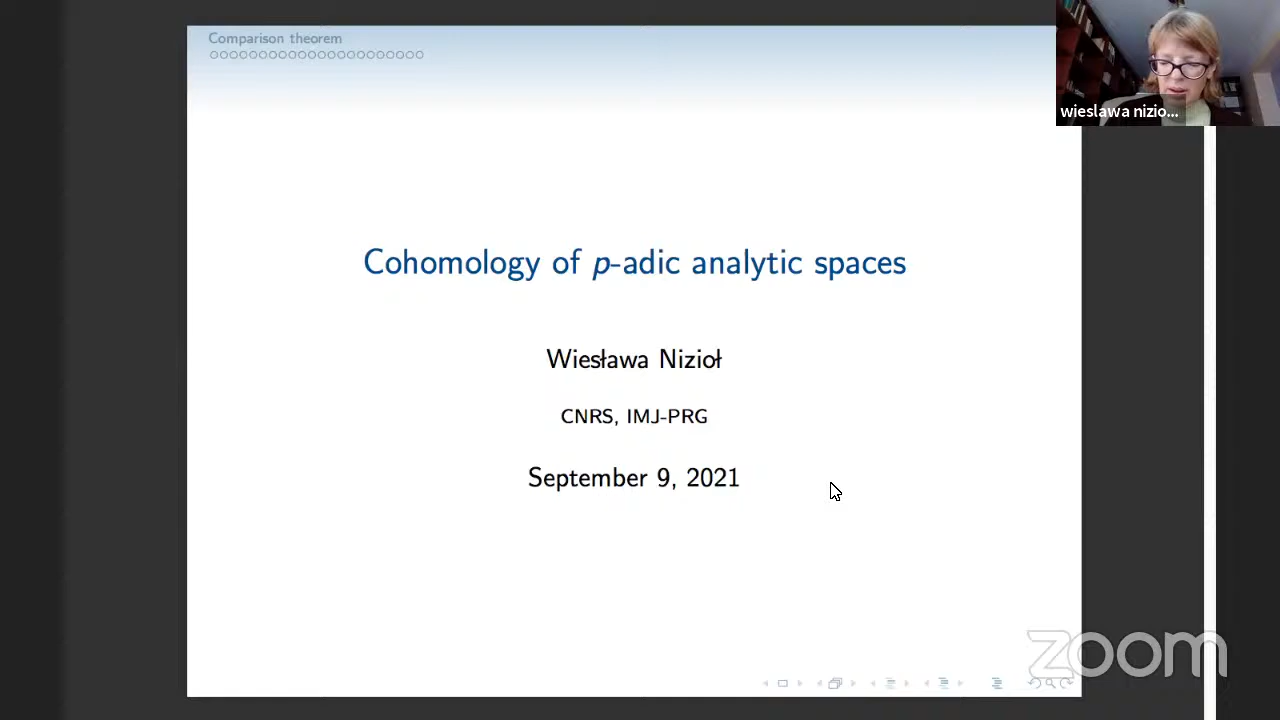 Comparison theorem
wieslawa nizio...
Cohomology of p-adic analytic spaces
Wiesława Nizioł
CNRS, IMJ-PRG
September 9, 2021
zoom